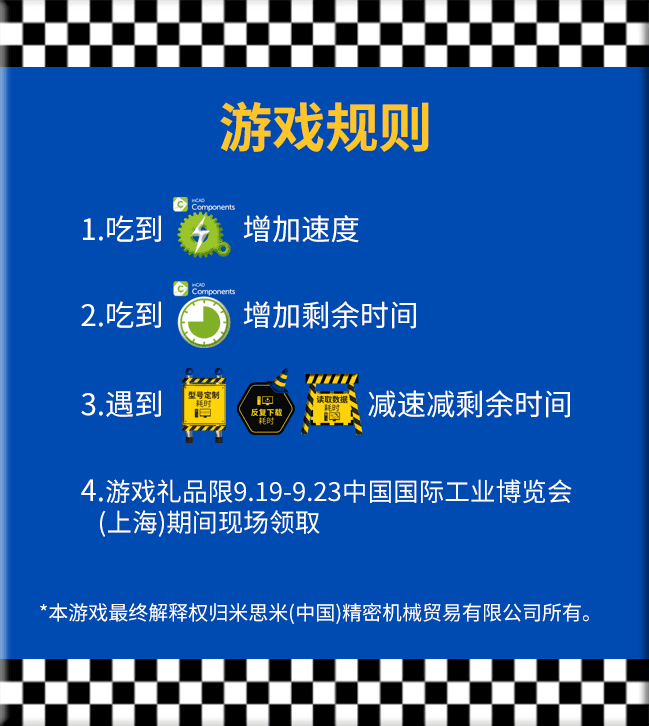 游戏规则
inCAD
Components
1.吃到 增加速度
inCAD
Components
2.吃到 增加剩余时间
3.遇到 型号定制 耗时 反复下载 耗时 读取数据 耗时 减速减剩余时间
4.游戏礼品限9.19-9.23中国国际工业博览会
(上海)期间现场领取
*本游戏最终解释权归米思米(中国)精密机械贸易有限公司所有。